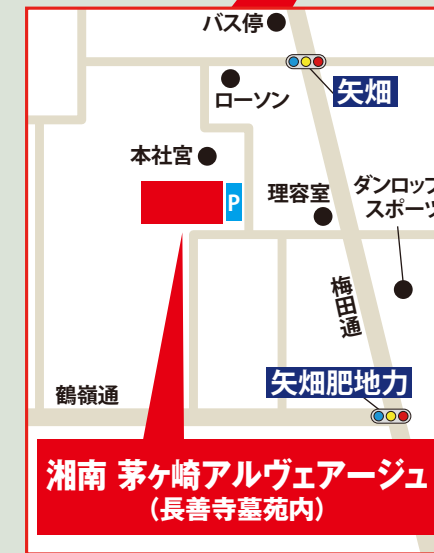 バス停
矢畑
ローソン
本社宮
P
理容室
ダンロップ
スポーツ
梅田通
矢畑肥地力
鶴嶺通
湘南 茅ヶ崎アルヴェアージュ
(長善寺墓苑内)